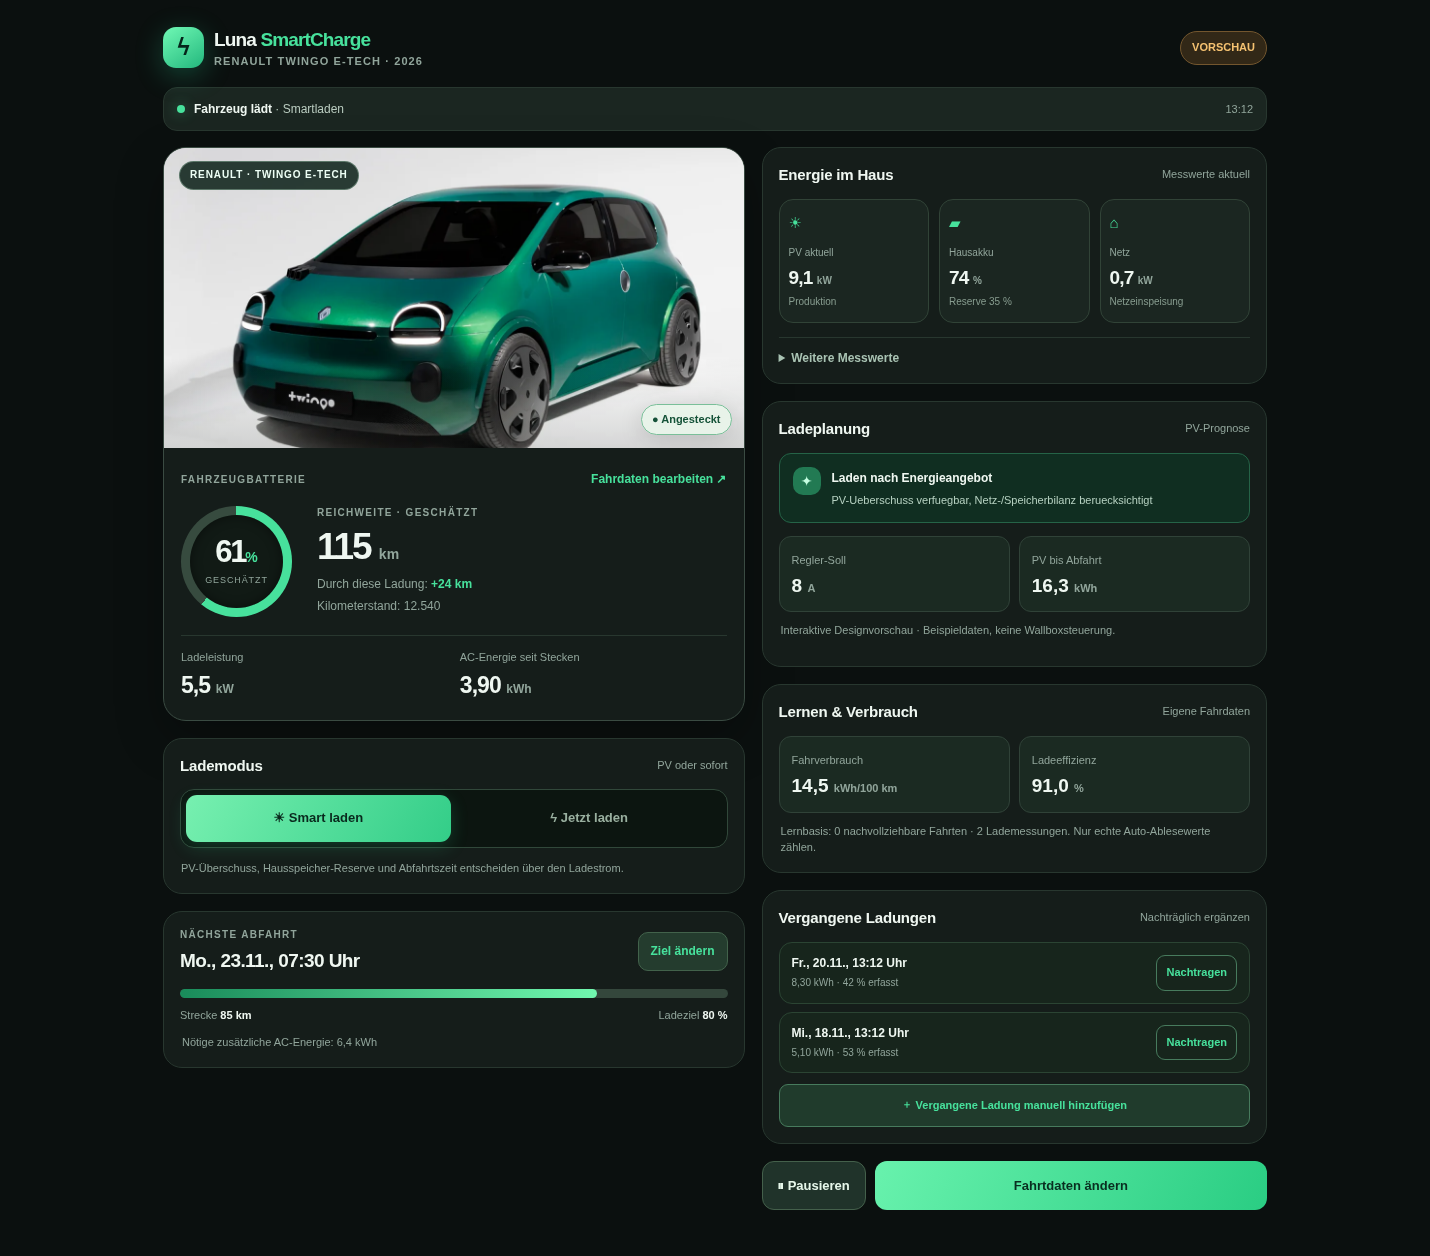 Luna SmartCharge
RENAULT TWINGO E-TECH · 2026
VORSCHAU
Fahrzeug lädt · Smartladen
13:12
RENAULT · TWINGO E-TECH
twingo
● Angesteckt
FAHRZEUGBATTERIE
Fahrdaten bearbeiten ↗
61%
GESCHÄTZT
REICHWEITE · GESCHÄTZT
115 km
Durch diese Ladung: +24 km
Kilometerstand: 12.540
Ladeleistung
5,5 kW
AC-Energie seit Stecken
3,90 kWh
Lademodus
PV oder sofort
☀ Smart laden
ϟ Jetzt laden
PV-Überschuss, Hausspeicher-Reserve und Abfahrtszeit entscheiden über den Ladestrom.
NÄCHSTE ABFAHRT
Mo., 23.11., 07:30 Uhr
Ziel ändern
Strecke 85 km
Ladeziel 80 %
Nötige zusätzliche AC-Energie: 6,4 kWh
Energie im Haus
Messwerte aktuell
PV aktuell
9,1 kW
Produktion
Hausakku
74 %
Reserve 35 %
Netz
0,7 kW
Netzeinspeisung
▶ Weitere Messwerte
Ladeplanung
PV-Prognose
Laden nach Energieangebot
PV-Ueberschuss verfuegbar, Netz-/Speicherbilanz beruecksichtigt
Regler-Soll
8 A
PV bis Abfahrt
16,3 kWh
Interaktive Designvorschau · Beispieldaten, keine Wallboxsteuerung.
Lernen & Verbrauch
Eigene Fahrdaten
Fahrverbrauch
14,5 kWh/100 km
Ladeeffizienz
91,0 %
Lernbasis: 0 nachvollziehbare Fahrten · 2 Lademessungen. Nur echte Auto-Ablesewerte
zählen.
Vergangene Ladungen
Nachträglich ergänzen
Fr., 20.11., 13:12 Uhr
8,30 kWh · 42 % erfasst
Nachtragen
Mi., 18.11., 13:12 Uhr
5,10 kWh · 53 % erfasst
Nachtragen
+ Vergangene Ladung manuell hinzufügen
Pausieren
Fahrtdaten ändern